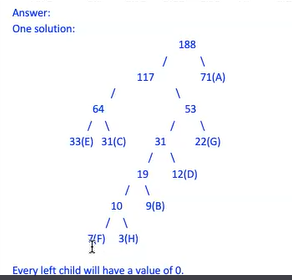 Answer:
One solution:
188
117 71(A)
64 53
33(E) 31(C) 31 22(G)
19 12(D)
10 9(B)
7(F) 3(H)
Every left child will have a value of 0.